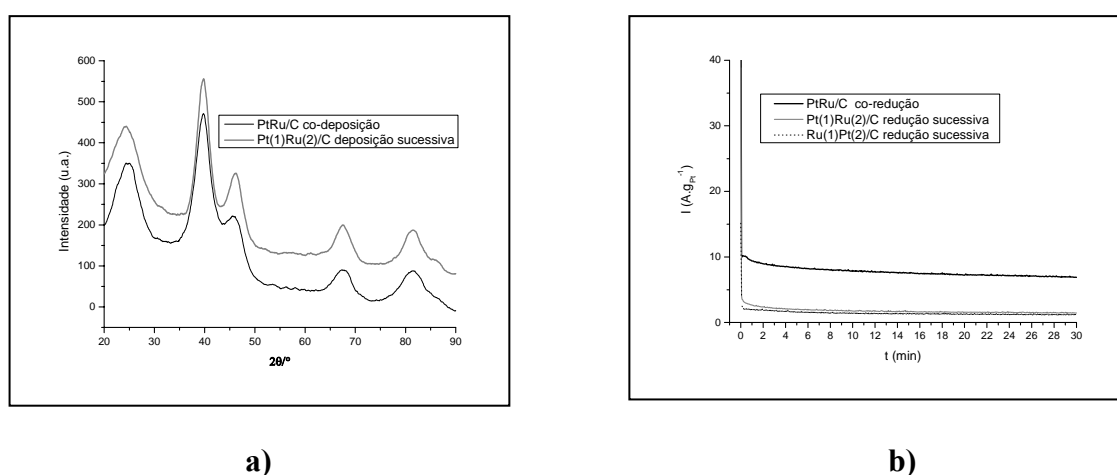 600
500
400
300
200
100
0
Intensidade (u.a.)
PtRu/C co-deposição
Pt(1)Ru(2)/C deposição sucessiva
20 30 40 50 60 70 80 90
2θ/°
a)
40
30
20
10
0
I (A.g_Pt^-1)
PtRu/C co-redução
Pt(1)Ru(2)/C redução sucessiva
Ru(1)Pt(2)/C redução sucessiva
0 2 4 6 8 10 12 14 16 18 20 22 24 26 28 30
t (min)
b)